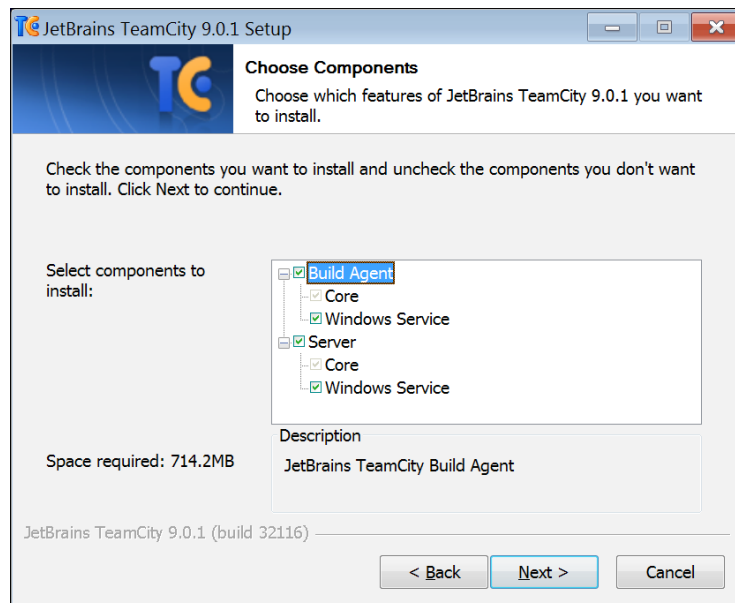 JetBrains TeamCity 9.0.1 Setup
TC
Choose Components
Choose which features of JetBrains TeamCity 9.0.1 you want
to install.
Check the components you want to install and uncheck the components you don't want
to install. Click Next to continue.
Select components to
install:
Build Agent
Core
Windows Service
Server
Core
Windows Service
Space required: 714.2MB
Description
JetBrains TeamCity Build Agent
JetBrains TeamCity 9.0.1 (build 32116)
< Back
Next >
Cancel